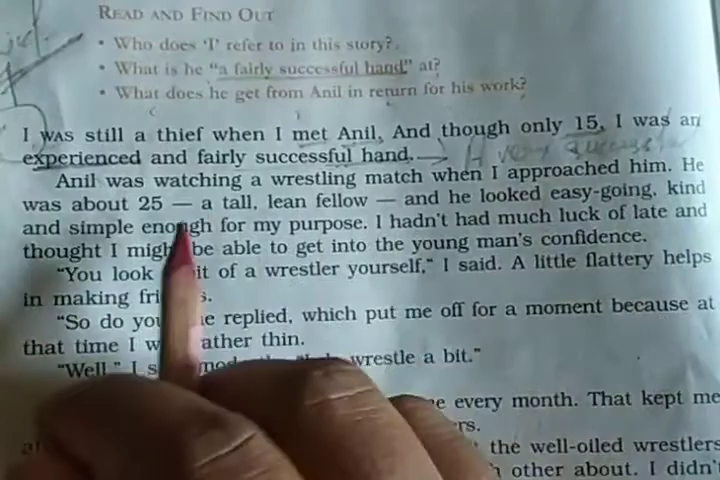 READ AND FIND OUT
• Who does 'I' refer to in this story?
• What is he "a fairly successful hand" at?
• What does he get from Anil in return for his work?
I WAS still a thief when I met Anil. And though only 15, I was an
experienced and fairly successful hand. A very
Anil was watching a wrestling match when I approached him. He
was about 25 — a tall, lean fellow — and he looked easy-going, kind
and simple enough for my purpose. I hadn't had much luck of late and
thought I might be able to get into the young man's confidence.
"You look bit of a wrestler yourself," I said. A little flattery helps
in making
"So do you," replied, which put me off for a moment because at
that time I rather thin.
"Well," I wrestle a bit."
every month. That kept me
the well-oiled wrestlers
other about. I didn't